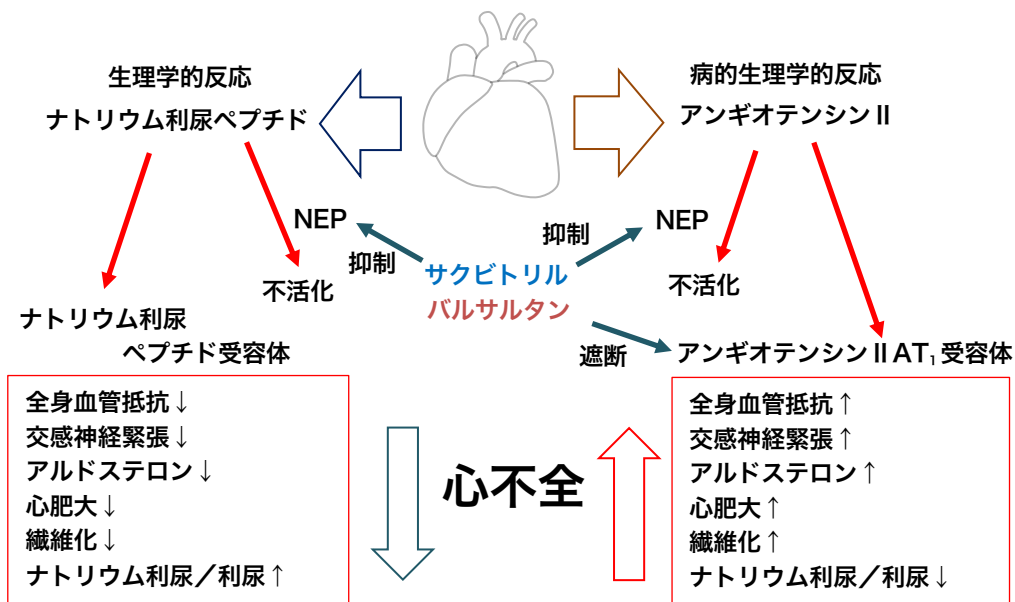 生理学的反応
ナトリウム利尿ペプチド
病的生理学的反応
アンギオテンシンⅡ
NEP
抑制
不活化
サクビトリル
バルサルタン
抑制
NEP
不活化
遮断
ナトリウム利尿
ペプチド受容体
アンギオテンシンⅡ AT₁ 受容体
全身血管抵抗↓
交感神経緊張↓
アルドステロン↓
心肥大↓
繊維化↓
ナトリウム利尿／利尿↑
心不全
全身血管抵抗↑
交感神経緊張↑
アルドステロン↑
心肥大↑
繊維化↑
ナトリウム利尿／利尿↓